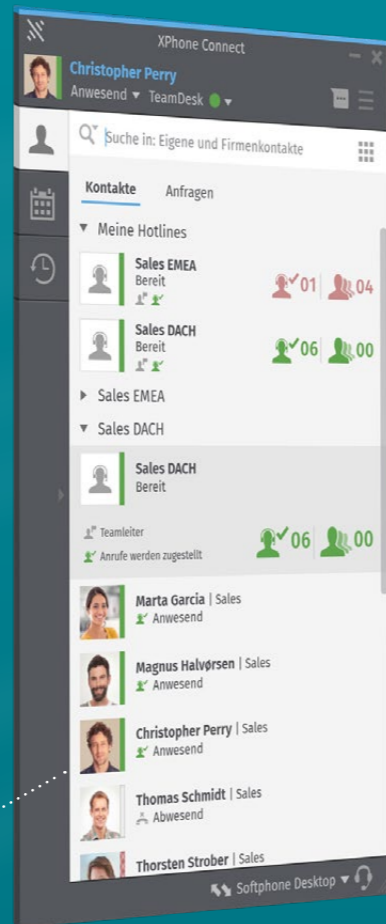 XPhone Connect
Christopher Perry
Anwesend TeamDesk
Suche in: Eigene und Firmenkontakte
Kontakte Anfragen
Meine Hotlines
Sales EMEA
Bereit
01 04
Sales DACH
Bereit
06 00
Sales EMEA
Sales DACH
Sales DACH
Bereit
Teamleiter
Anrufe werden zugestellt
06 00
Marta Garcia | Sales
Anwesend
Magnus Halvørsen | Sales
Anwesend
Christopher Perry | Sales
Anwesend
Thomas Schmidt | Sales
Abwesend
Thorsten Strober | Sales
Softphone Desktop